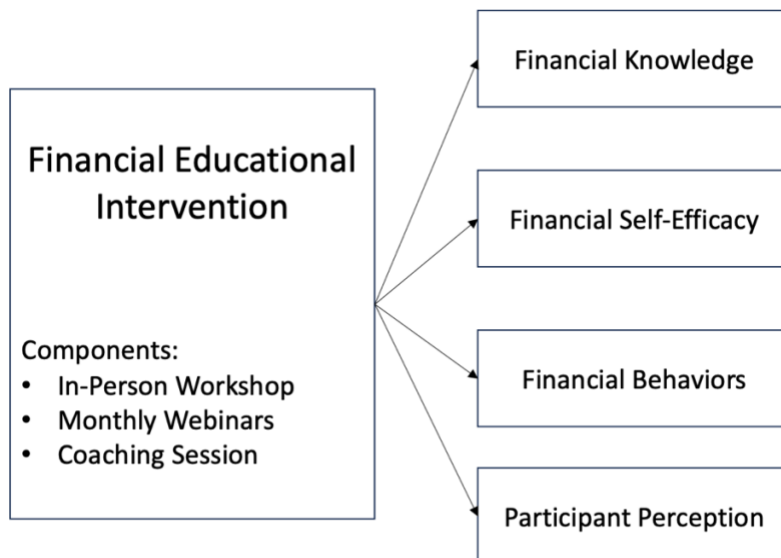 Financial Educational
Intervention
Components:
• In-Person Workshop
• Monthly Webinars
• Coaching Session
Financial Knowledge
Financial Self-Efficacy
Financial Behaviors
Participant Perception